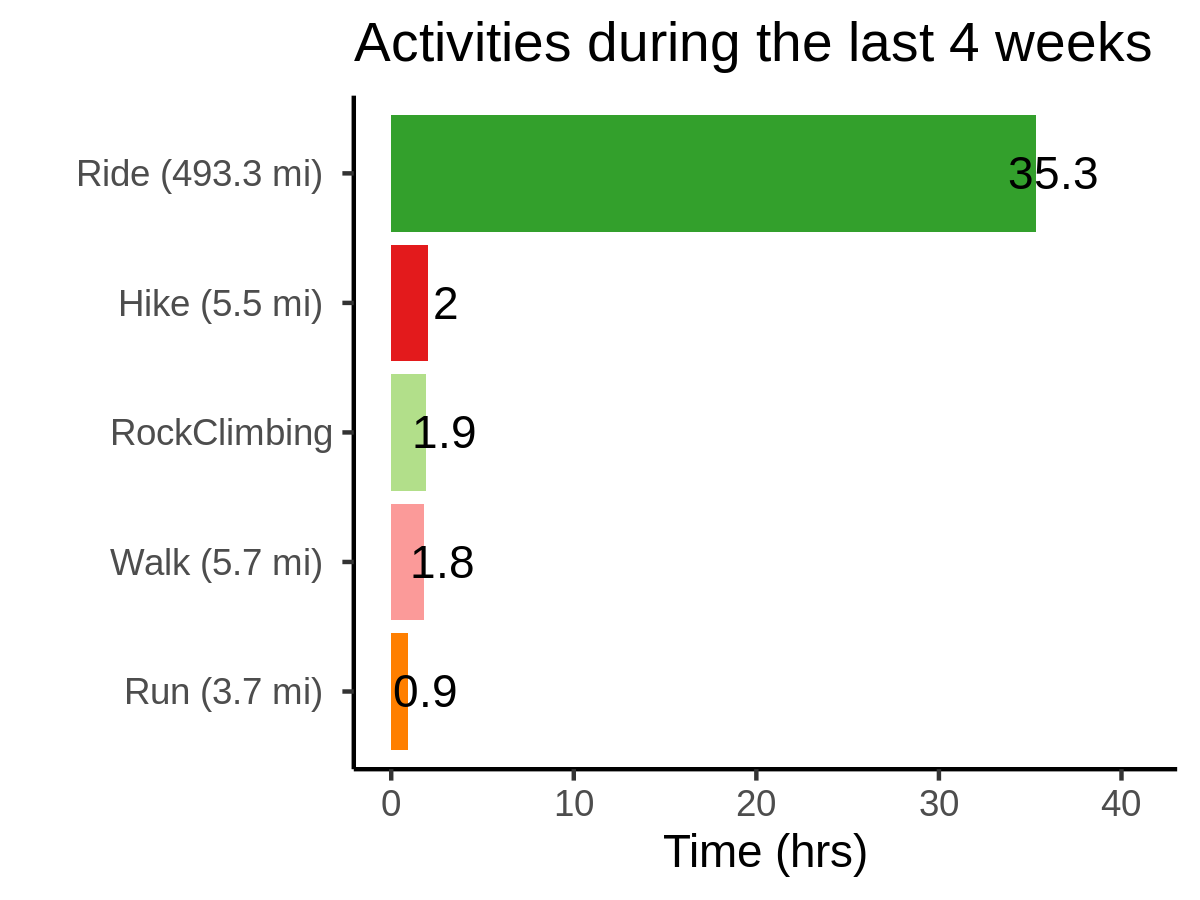 Activities during the last 4 weeks
Ride (493.3 mi)
35.3
Hike (5.5 mi)
2
RockClimbing
1.9
Walk (5.7 mi)
1.8
Run (3.7 mi)
0.9
0 10 20 30 40
Time (hrs)